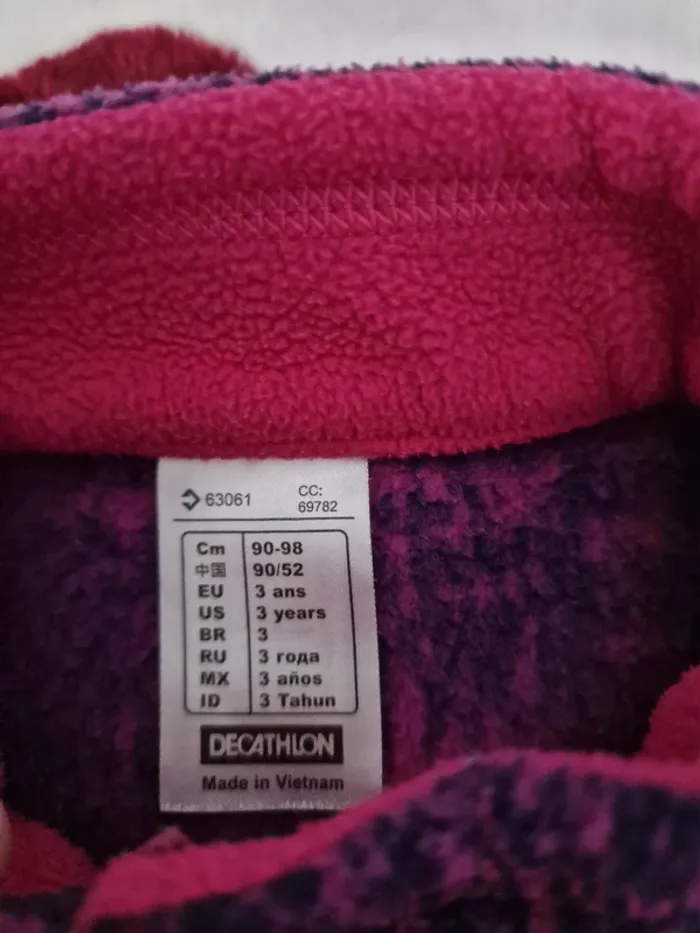 63061 CC:
69782
Cm 90-98
中国 90/52
EU 3 ans
US 3 years
BR 3
RU 3 года
MX 3 años
ID 3 Tahun
DECATHLON
Made in Vietnam